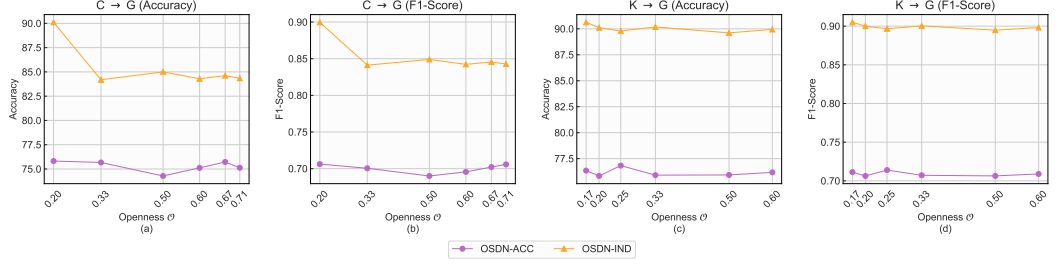 C → G (Accuracy)
Accuracy
90.0
87.5
85.0
82.5
80.0
77.5
75.0
0.20
0.33
0.50
0.60
0.67
0.71
Openness 𝒪
(a)
C → G (F1-Score)
F1-Score
0.90
0.85
0.80
0.75
0.70
0.20
0.33
0.50
0.60
0.67
0.71
Openness 𝒪
(b)
K → G (Accuracy)
Accuracy
90.0
87.5
85.0
82.5
80.0
77.5
0.17
0.20
0.25
0.33
0.50
0.60
Openness 𝒪
(c)
K → G (F1-Score)
F1-Score
0.90
0.85
0.80
0.75
0.70
0.17
0.20
0.25
0.33
0.50
0.60
Openness 𝒪
(d)
OSDN-ACC
OSDN-IND